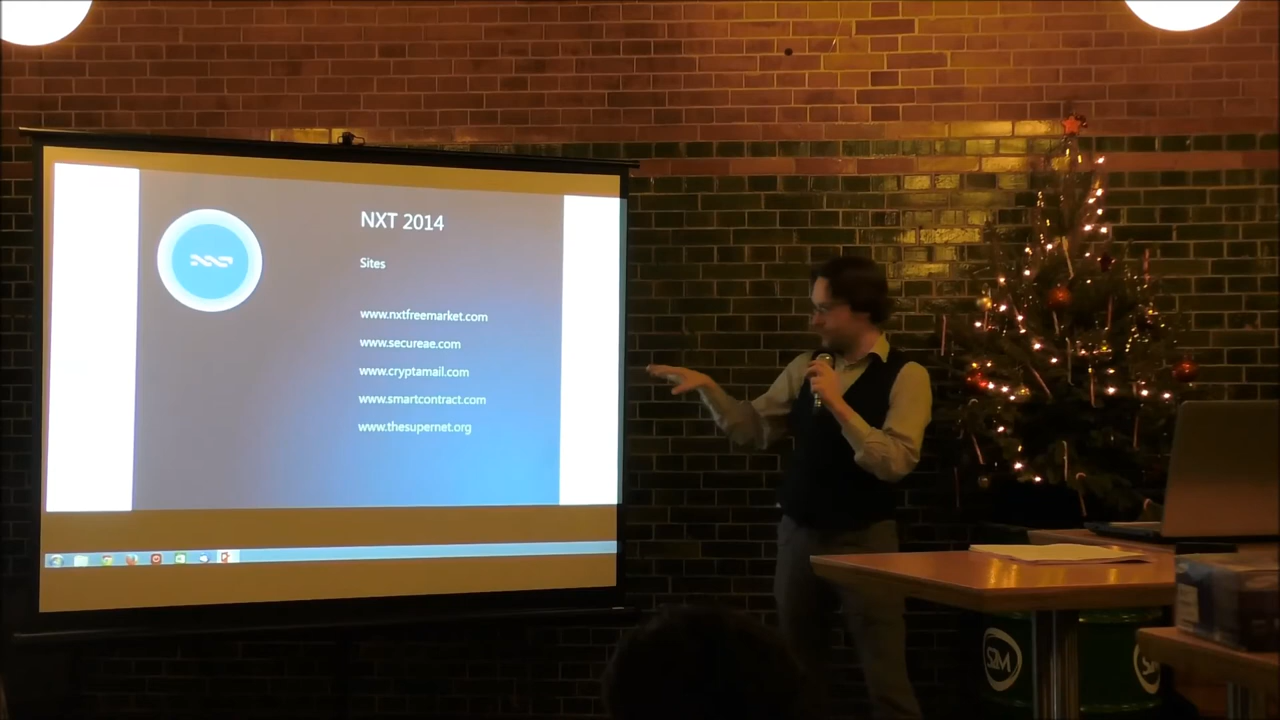 NXT 2014
Sites
www.nxtfreemarket.com
www.secureae.com
www.cryptamail.com
www.smartcontract.com
www.thesupernet.org